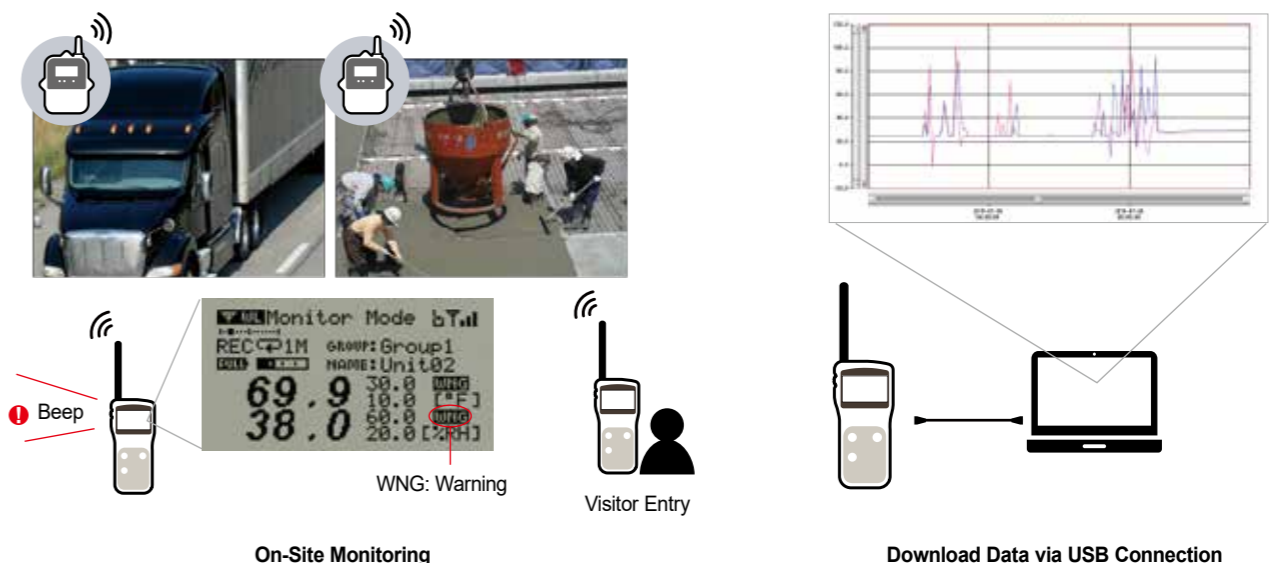 Monitor Mode
REC 1M GROUP:Group1
FULL NAME:Unit02
69.9 30.0 WNG
10.0 [°F]
38.0 60.0 WNG
20.0 [%RH]
Beep
WNG: Warning
Visitor Entry
On-Site Monitoring
Download Data via USB Connection